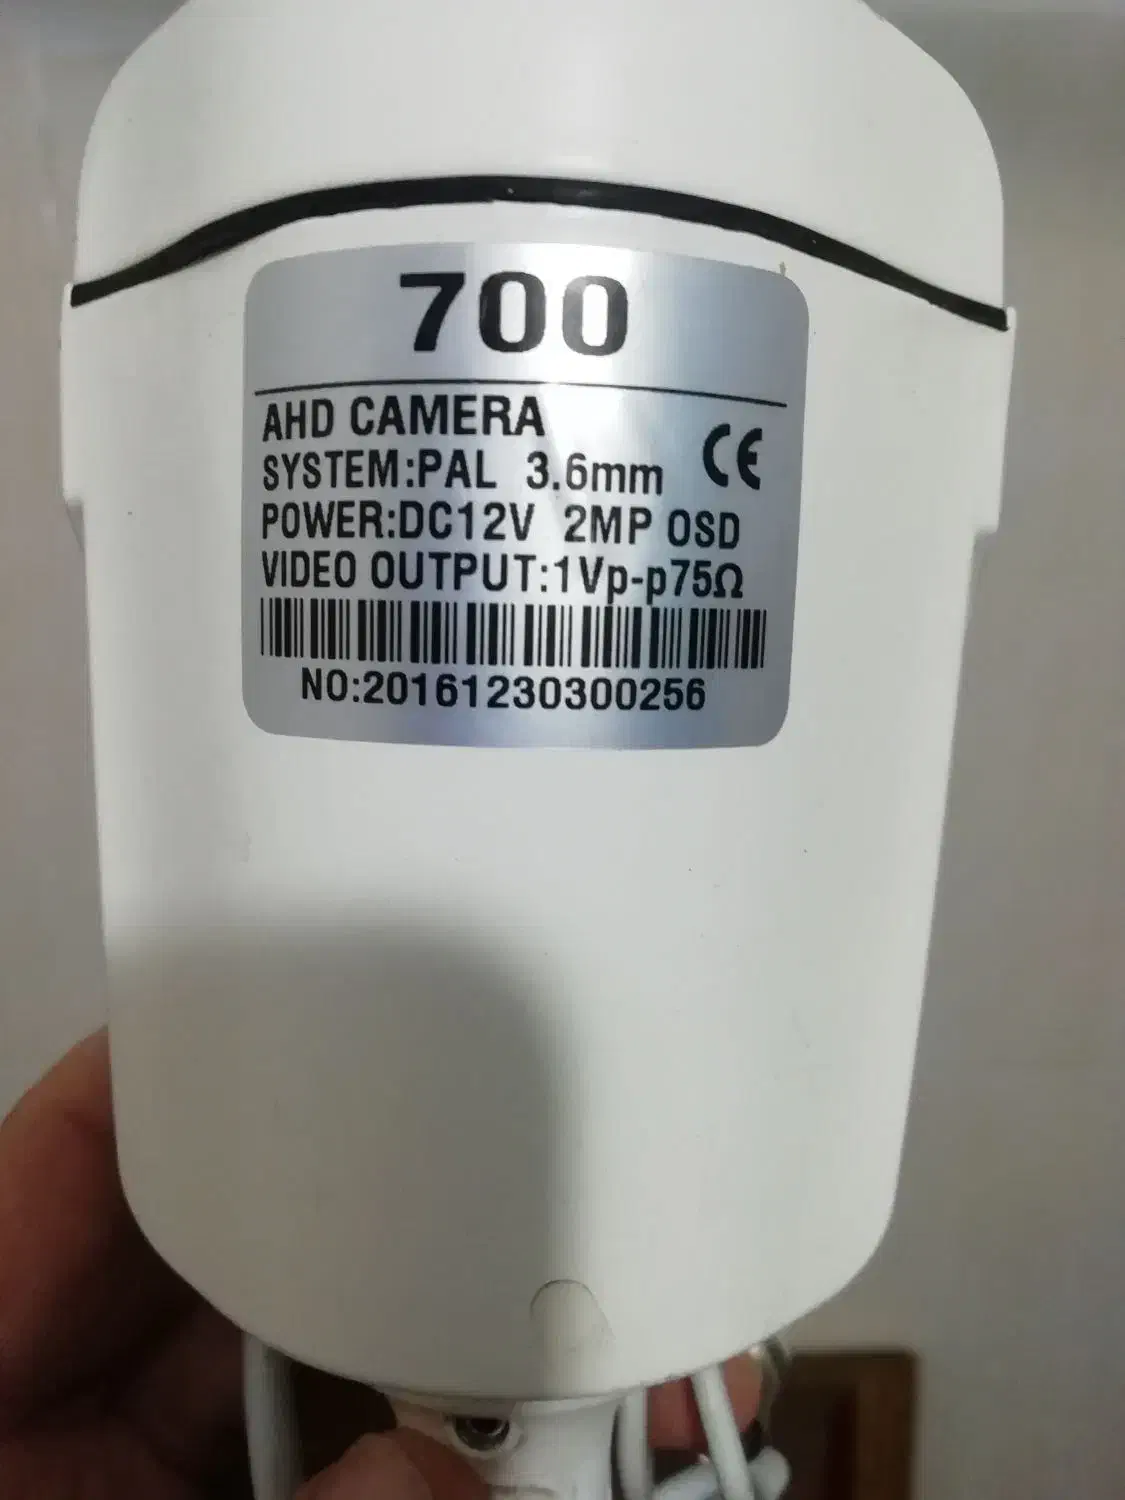 700
AHD CAMERA
SYSTEM:PAL 3.6mm CE
POWER:DC12V 2MP OSD
VIDEO OUTPUT:1Vp-p75Ω
NO:20161230300256